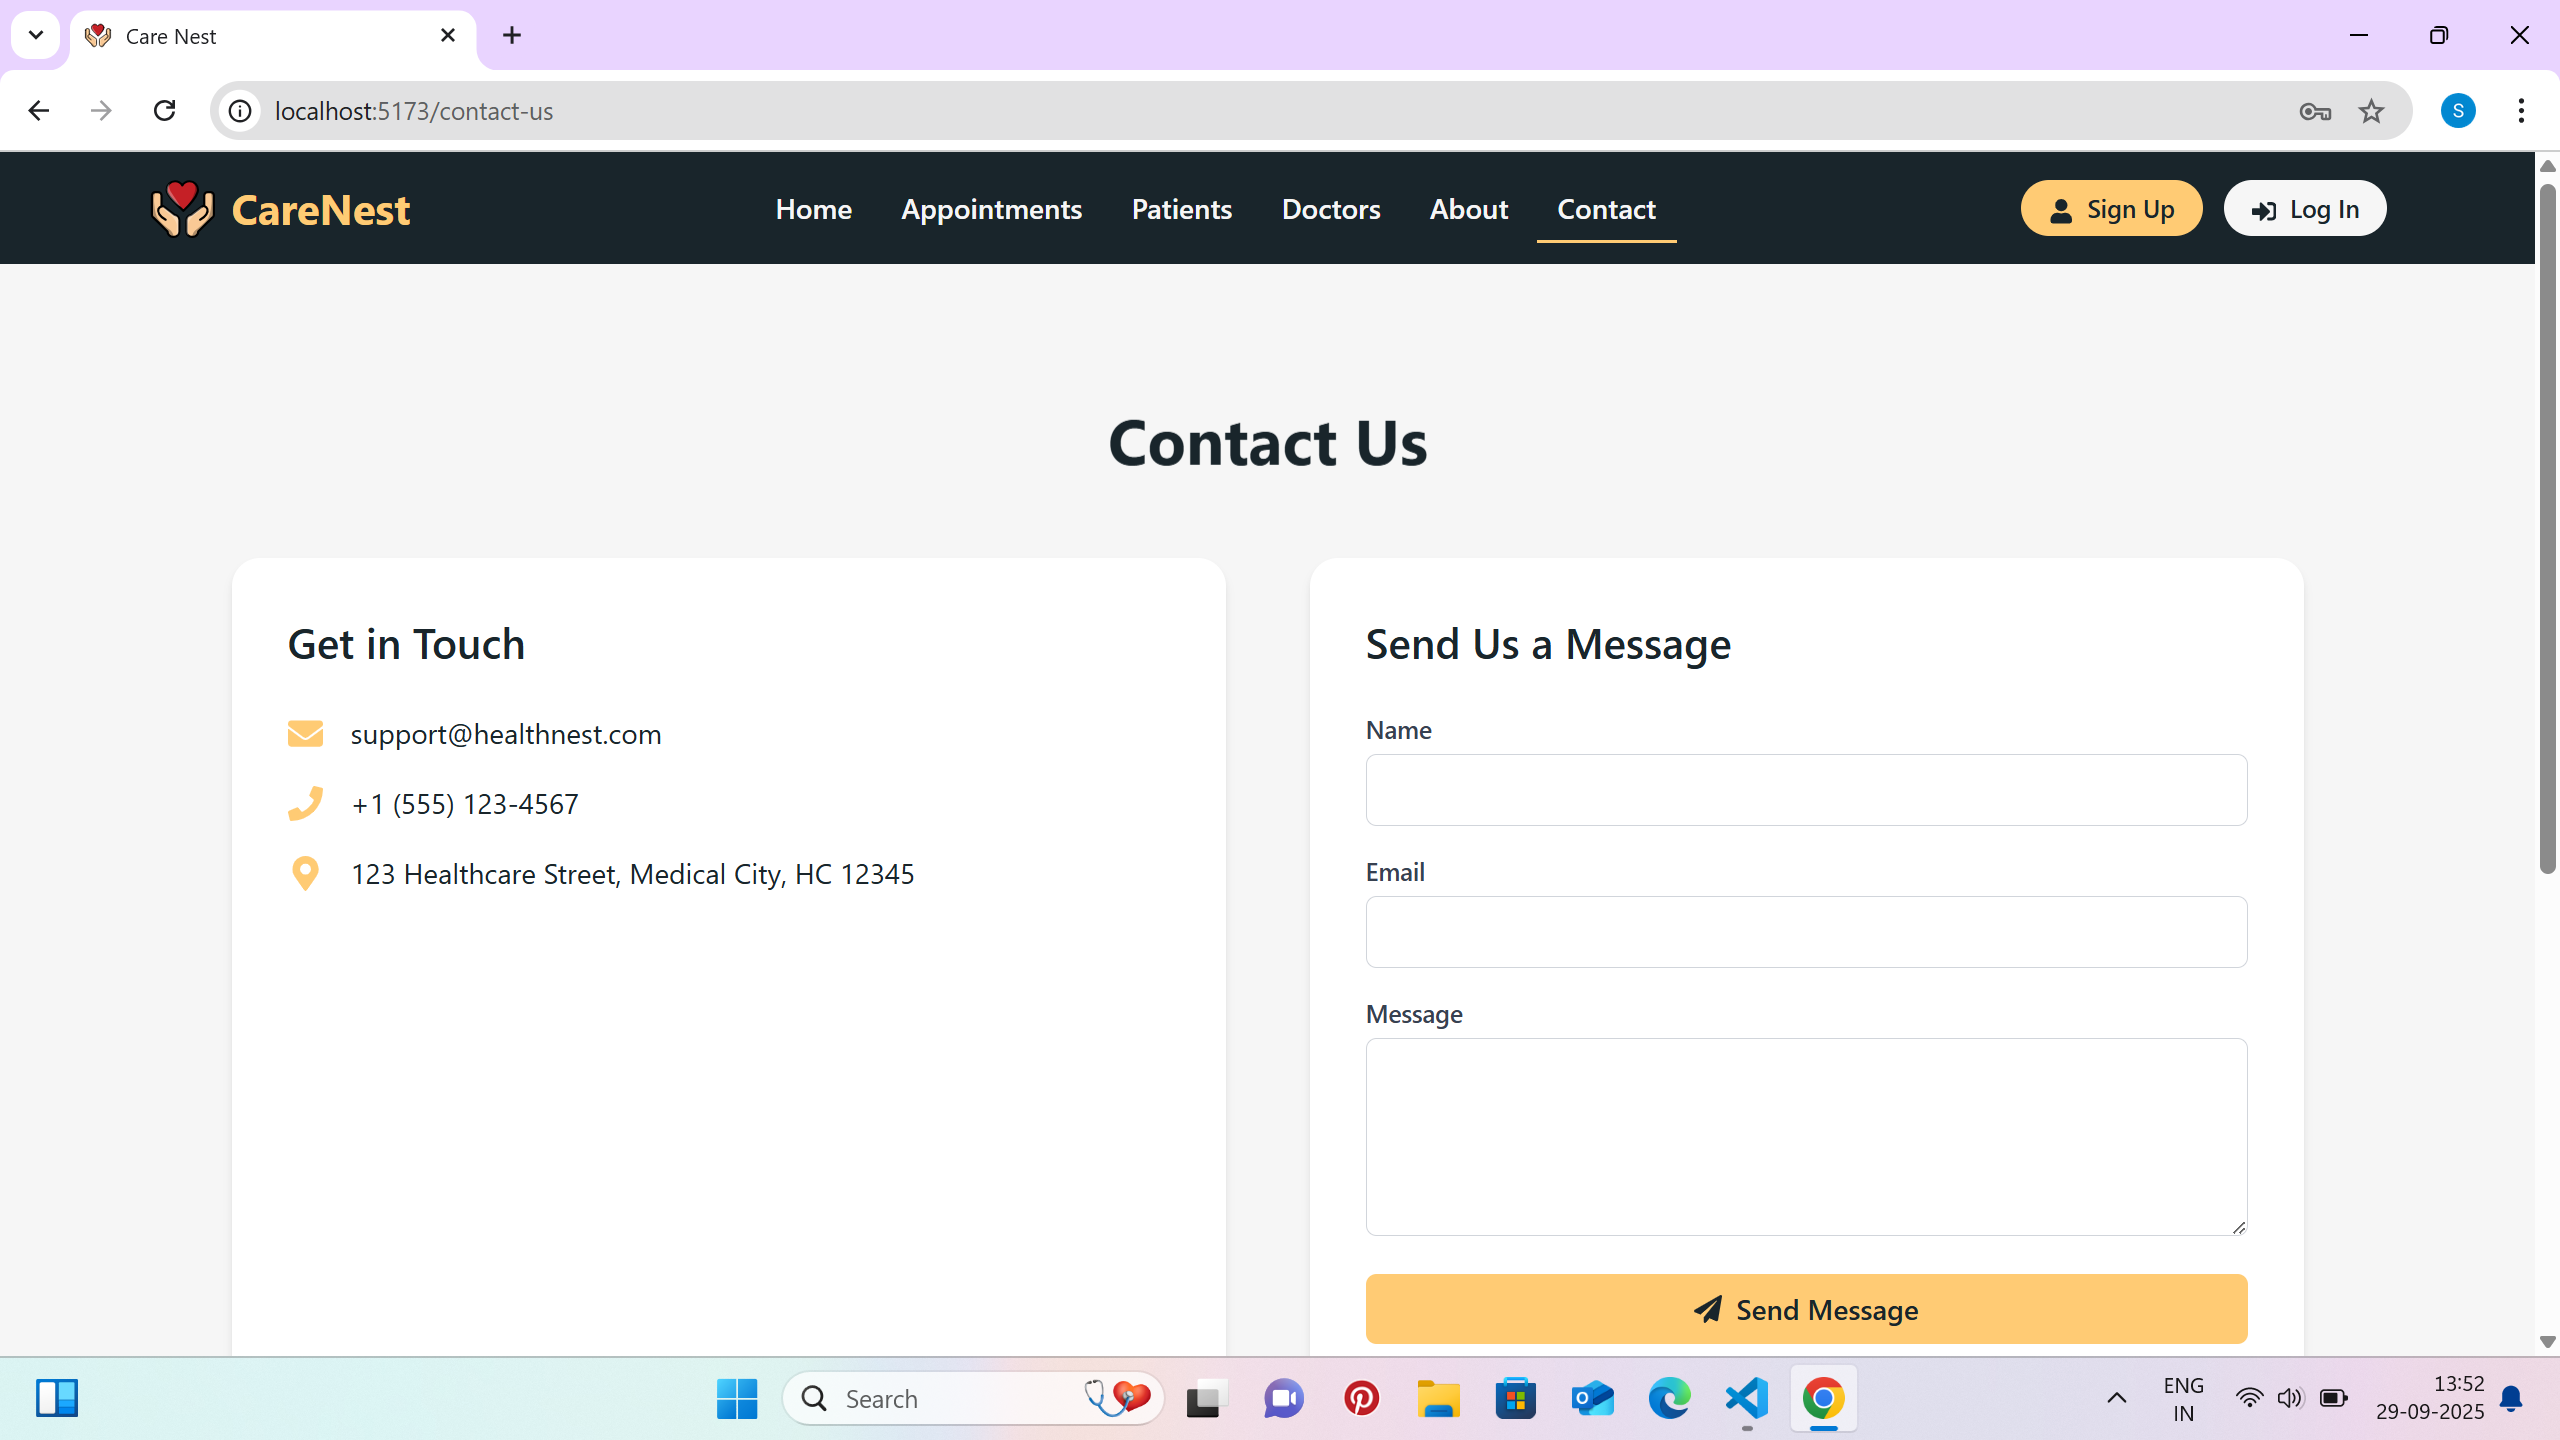 Care Nest
localhost:5173/contact-us
S
CareNest
Home
Appointments
Patients
Doctors
About
Contact
Sign Up
Log In
Contact Us
Get in Touch
support@healthnest.com
+1 (555) 123-4567
123 Healthcare Street, Medical City, HC 12345
Send Us a Message
Name
Email
Message
Send Message
Search
ENG
IN
13:52
29-09-2025